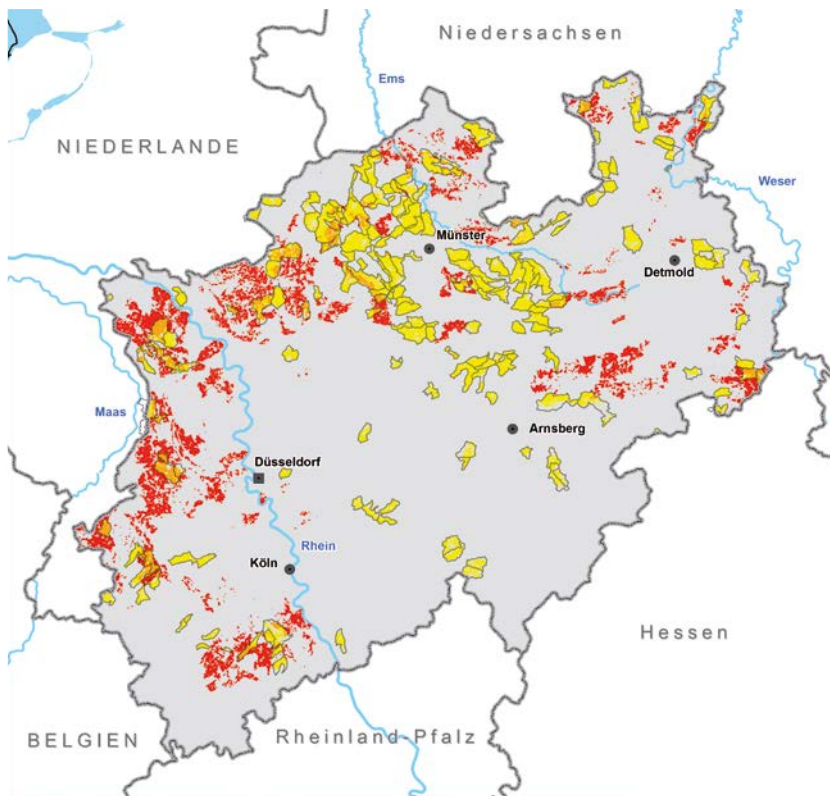 Niedersachsen
Ems
NIEDERLANDE
Weser
Münster
Detmold
Maas
Arnsberg
Düsseldorf
Rhein
Köln
Hessen
BELGIEN
Rheinland-Pfalz